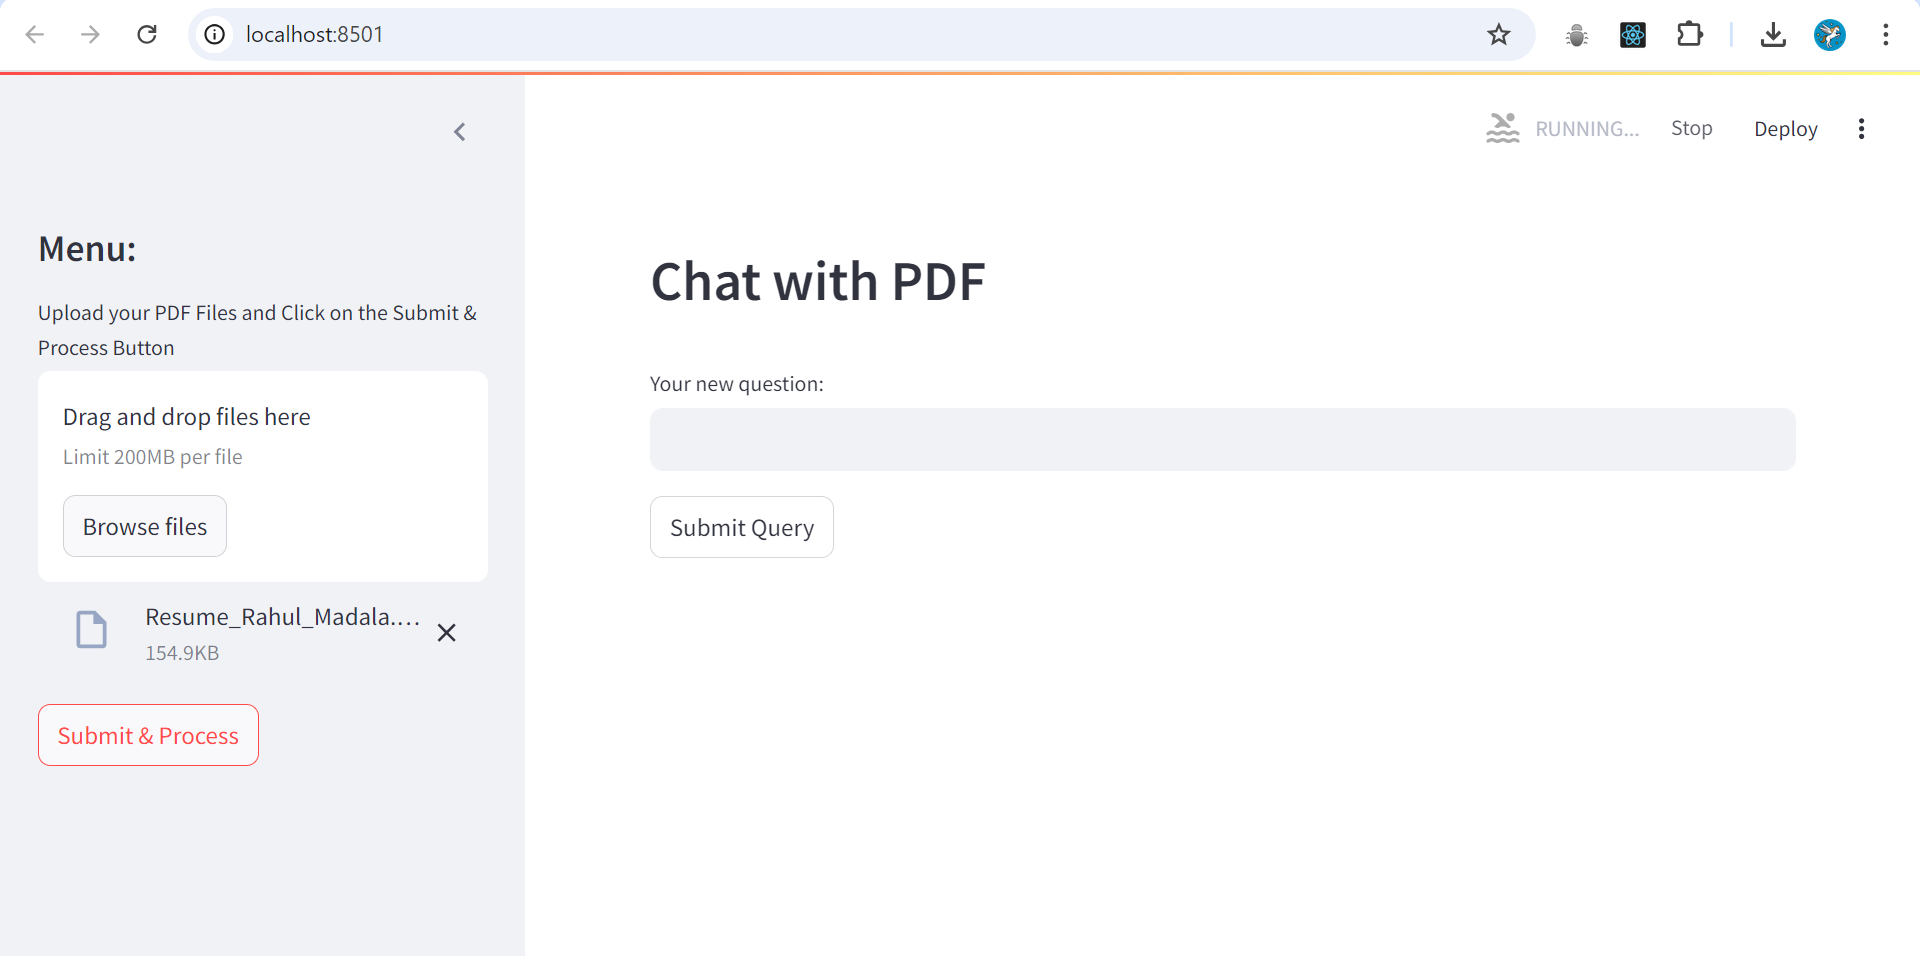 localhost:8501
RUNNING...
Stop
Deploy
Menu:
Upload your PDF Files and Click on the Submit &
Process Button
Drag and drop files here
Limit 200MB per file
Browse files
Resume_Rahul_Madala....
154.9KB
Submit & Process
Chat with PDF
Your new question:
Submit Query